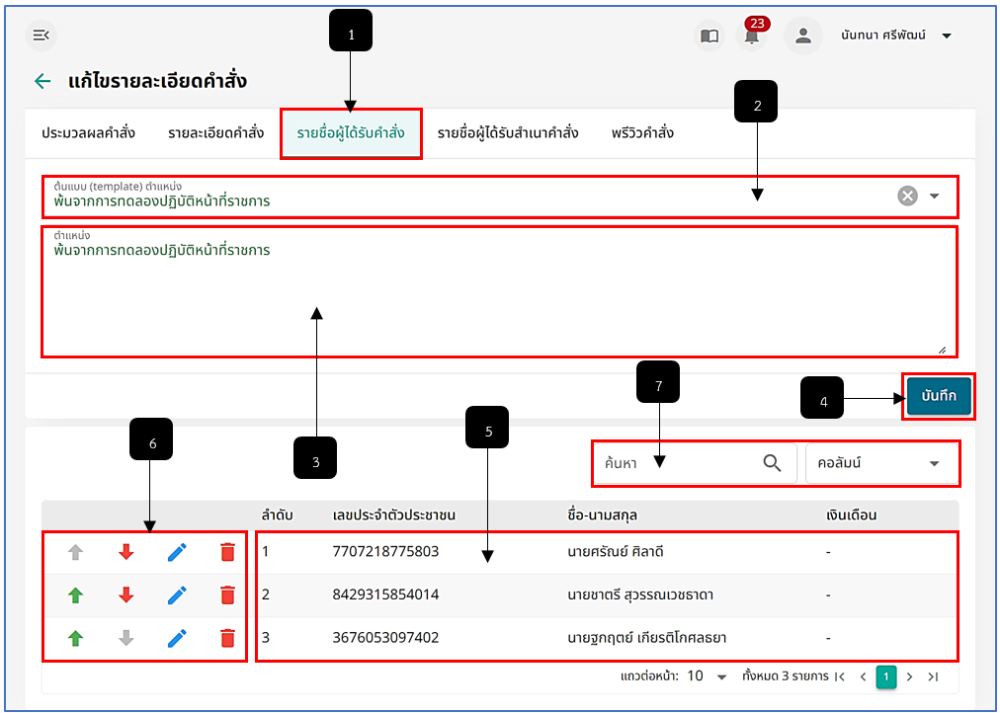 1
23
นันทนา ศรีพัฒน์
แก้ไขรายละเอียดคำสั่ง
2
ประมวลผลคำสั่ง รายละเอียดคำสั่ง รายชื่อผู้ได้รับคำสั่ง รายชื่อผู้ได้รับสำเนาคำสั่ง พรีวิวคำสั่ง
ต้นแบบ (template) ตำแหน่ง
พ้นจากการทดลองปฏิบัติหน้าที่ราชการ
ตำแหน่ง
พ้นจากการทดลองปฏิบัติหน้าที่ราชการ
7
4
บันทึก
6
5
3
ค้นหา คอลัมน์
ลำดับ เลขประจำตัวประชาชน ชื่อ-นามสกุล เงินเดือน
1 7707218775803 นายศรัณย์ ศิลาดี -
2 8429315854014 นายชาตรี สุวรรณเวชธาดา -
3 3676053097402 นายฐกฤตย์ เกียรติโกศลธยา -
แถวต่อหน้า: 10 ทั้งหมด 3 รายการ 1